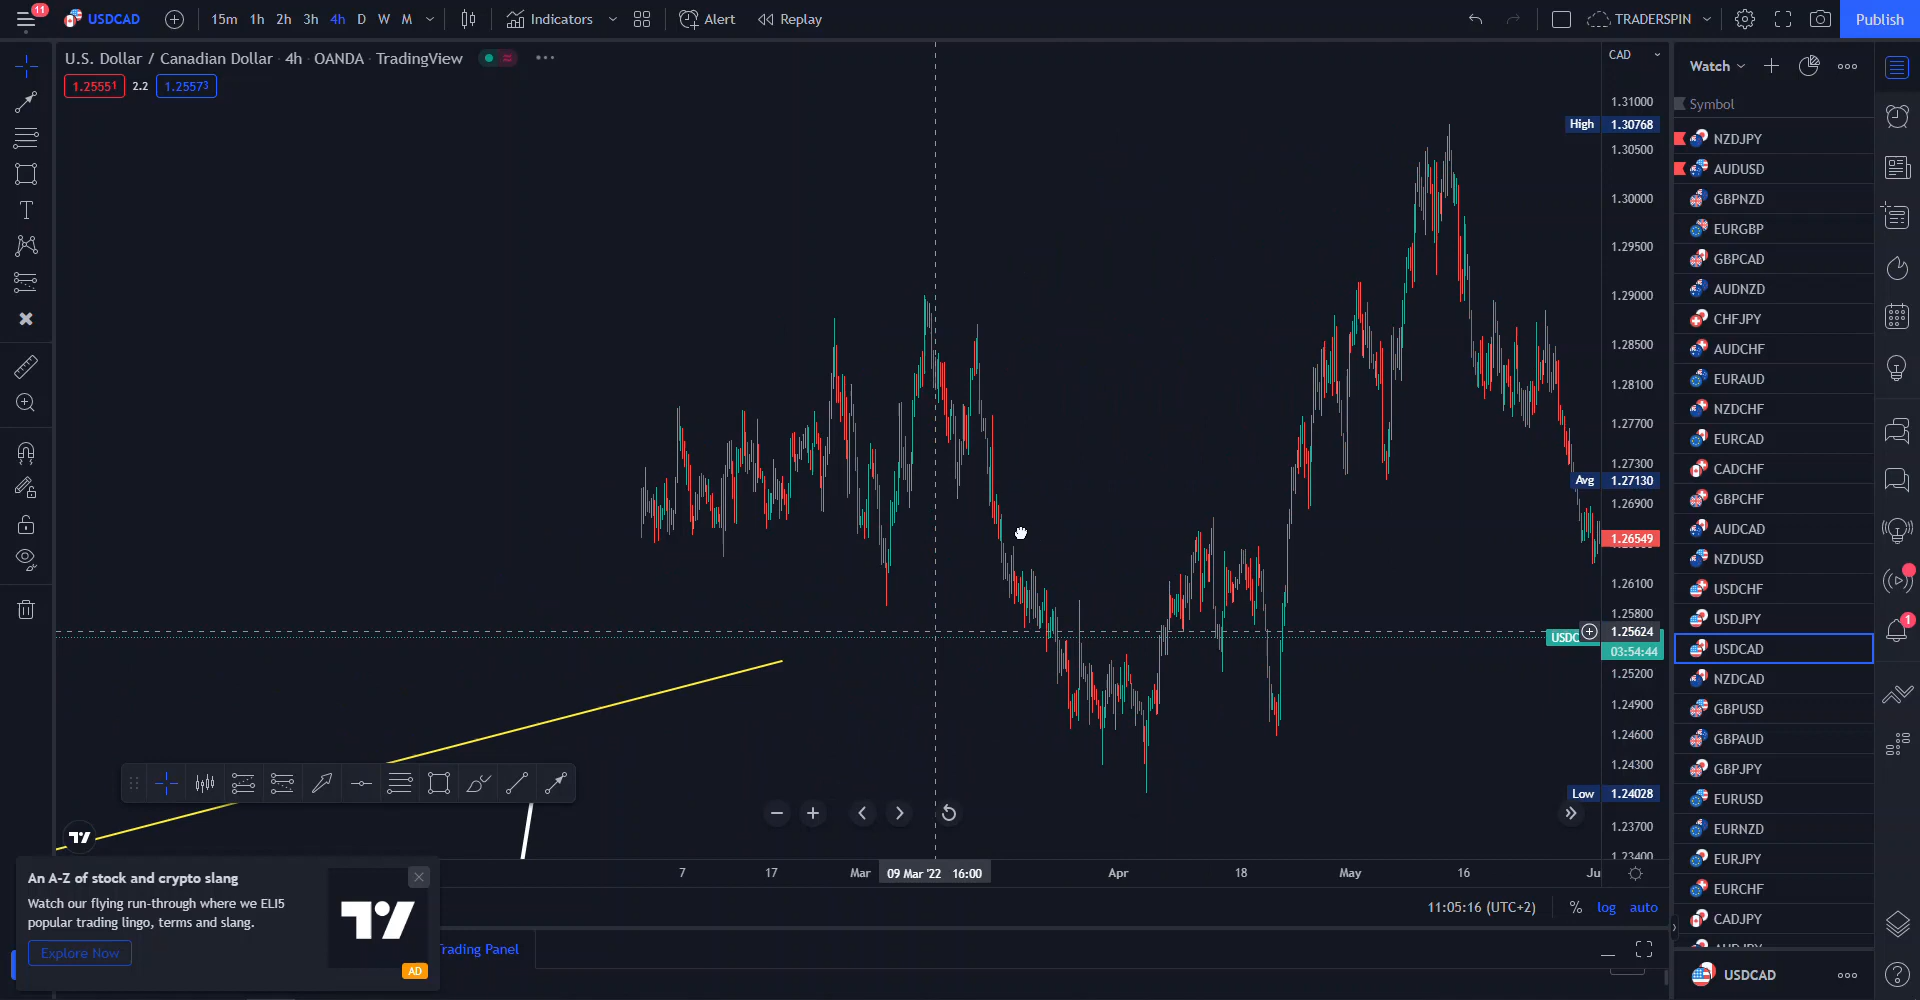 11
USDCAD
15m 1h 2h 3h 4h D W M
Indicators
Alert
Replay
TRADERSPIN
Publish
U.S. Dollar / Canadian Dollar · 4h · OANDA · TradingView
1.25551 2.2 1.25573
CAD
1.31000
High 1.30768
1.30500
1.30000
1.29500
1.29000
1.28500
1.28100
1.27700
1.27300
Avg 1.27130
1.26900
1.26549
1.26100
1.25800
1.25624
USDC
03:54:44
1.25200
1.24900
1.24600
1.24300
Low 1.24028
1.23700
1.23400
7 17 Mar 09 Mar '22 16:00 Apr 18 May 16 Ju
11:05:16 (UTC+2) % log auto
Trading Panel
An A-Z of stock and crypto slang
Watch our flying run-through where we ELI5
popular trading lingo, terms and slang.
Explore Now
AD
Watch
Symbol
NZDJPY
AUDUSD
GBPNZD
EURGBP
GBPCAD
AUDNZD
CHFJPY
AUDCHF
EURAUD
NZDCHF
EURCAD
CADCHF
GBPCHF
AUDCAD
NZDUSD
USDCHF
USDJPY
USDCAD
NZDCAD
GBPUSD
GBPAUD
GBPJPY
EURUSD
EURNZD
EURJPY
EURCHF
CADJPY
USDCAD
1